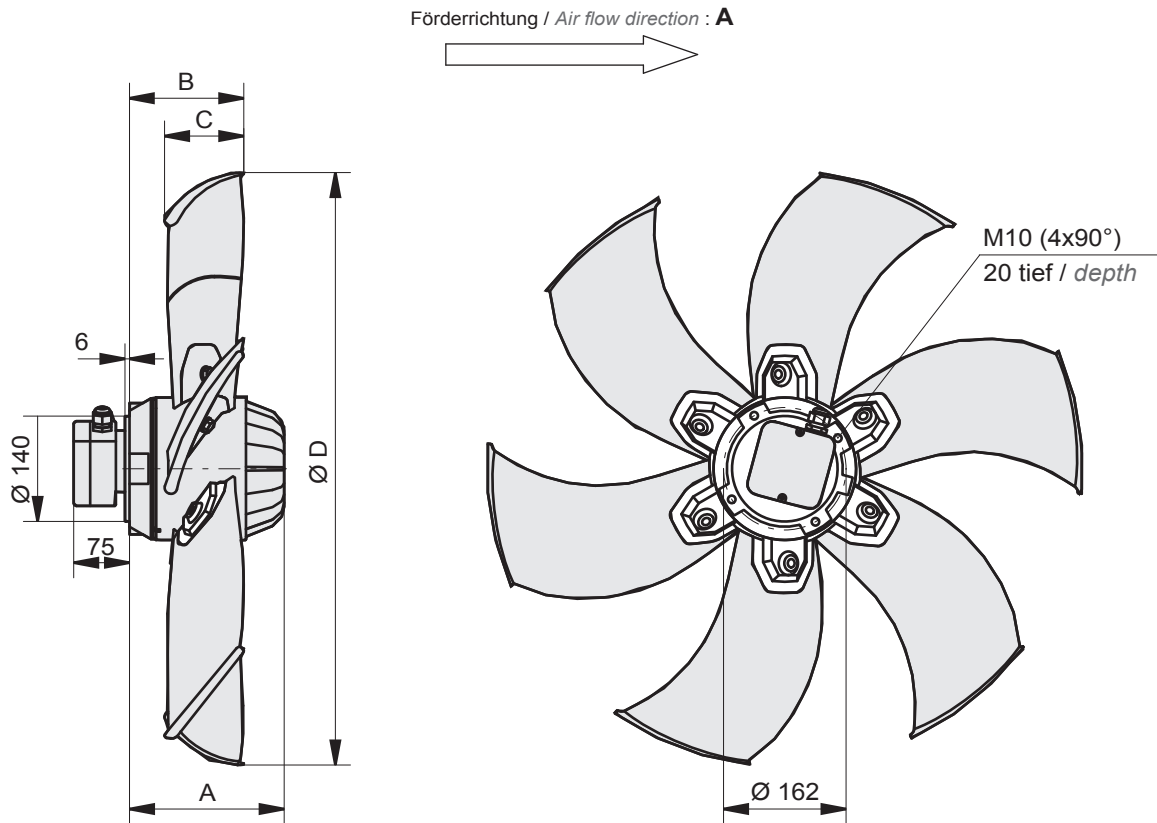 Förderrichtung / Air flow direction : A
B
C
M10 (4x90°)
20 tief / depth
6
Ø 140
Ø D
75
A
Ø 162